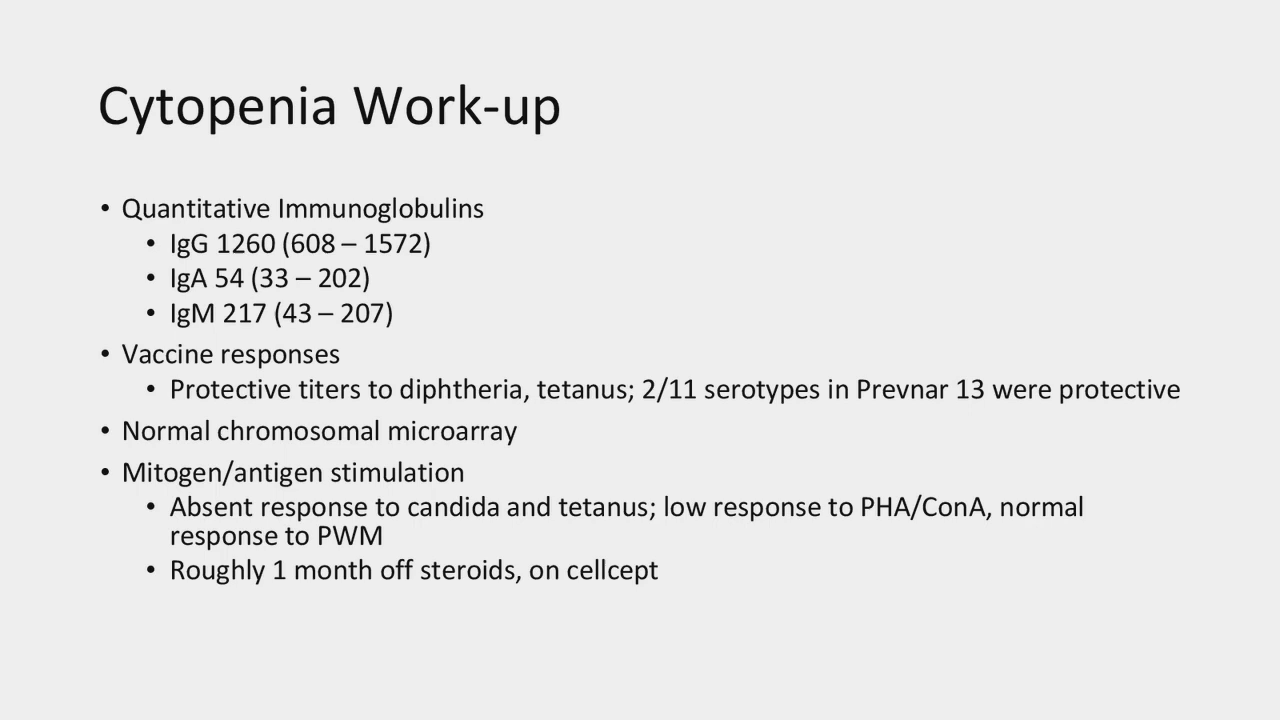 Cytopenia Work-up
• Quantitative Immunoglobulins
• IgG 1260 (608 – 1572)
• IgA 54 (33 – 202)
• IgM 217 (43 – 207)
• Vaccine responses
• Protective titers to diphtheria, tetanus; 2/11 serotypes in Prevnar 13 were protective
• Normal chromosomal microarray
• Mitogen/antigen stimulation
• Absent response to candida and tetanus; low response to PHA/ConA, normal
response to PWM
• Roughly 1 month off steroids, on cellcept